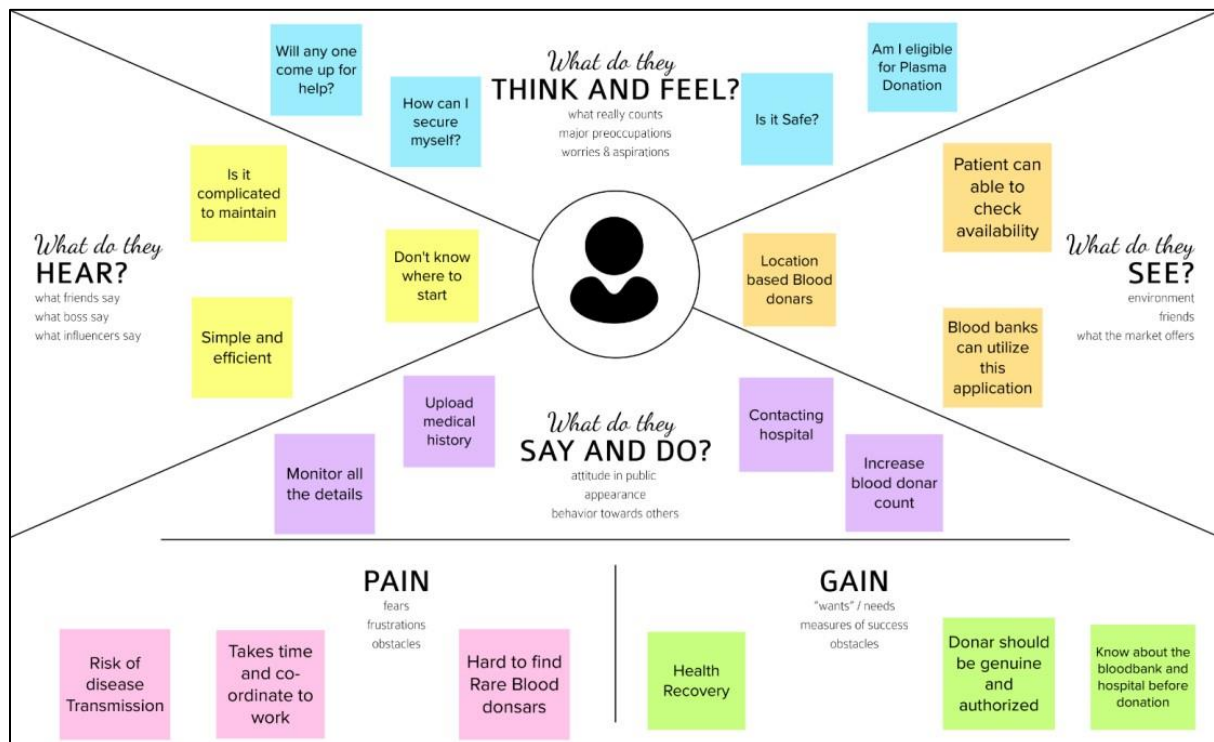 What do they
THINK AND FEEL?
what really counts
major preoccupations
worries & aspirations
Will any one
come up for
help?
How can I
secure
myself?
Is it Safe?
Am I eligible
for Plasma
Donation
What do they
HEAR?
what friends say
what boss say
what influencers say
Is it
complicated
to maintain
Don't know
where to
start
Simple and
efficient
What do they
SEE?
environment
friends
what the market offers
Patient can
able to
check
availability
Location
based Blood
donars
Blood banks
can utilize
this
application
What do they
SAY AND DO?
attitude in public
appearance
behavior towards others
Upload
medical
history
Monitor all
the details
Contacting
hospital
Increase
blood donar
count
PAIN
fears
frustrations
obstacles
Risk of
disease
Transmission
Takes time
and co-
ordinate to
work
Hard to find
Rare Blood
donsars
GAIN
"wants" / needs
measures of success
obstacles
Health
Recovery
Donar should
be genuine
and
authorized
Know about the
bloodbank and
hospital before
donation